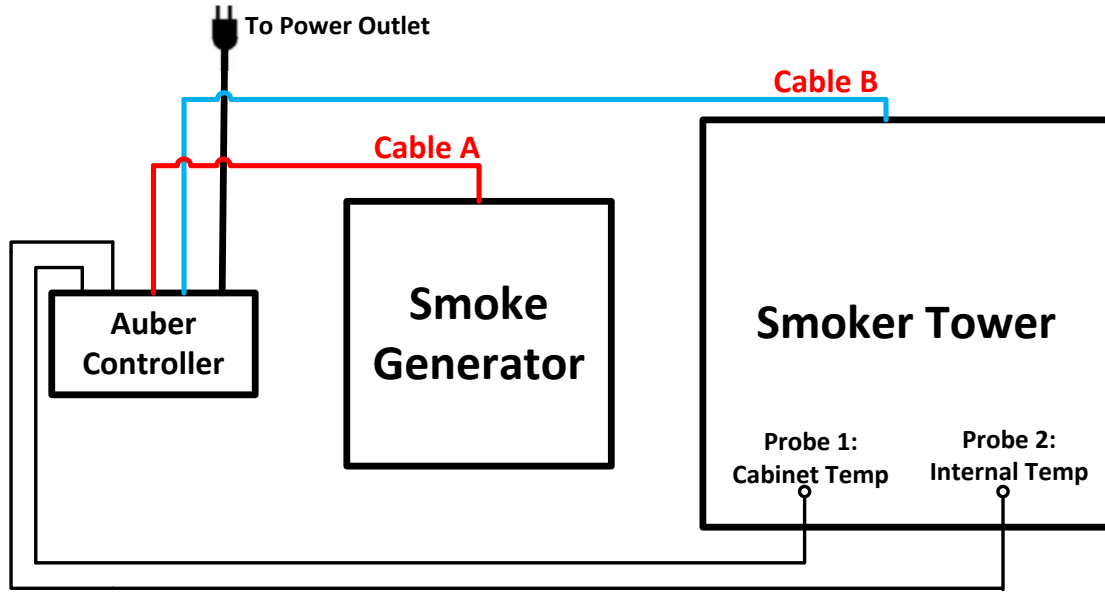 To Power Outlet
Cable B
Cable A
Auber
Controller
Smoke
Generator
Smoker Tower
Probe 1:
Cabinet Temp
Probe 2:
Internal Temp